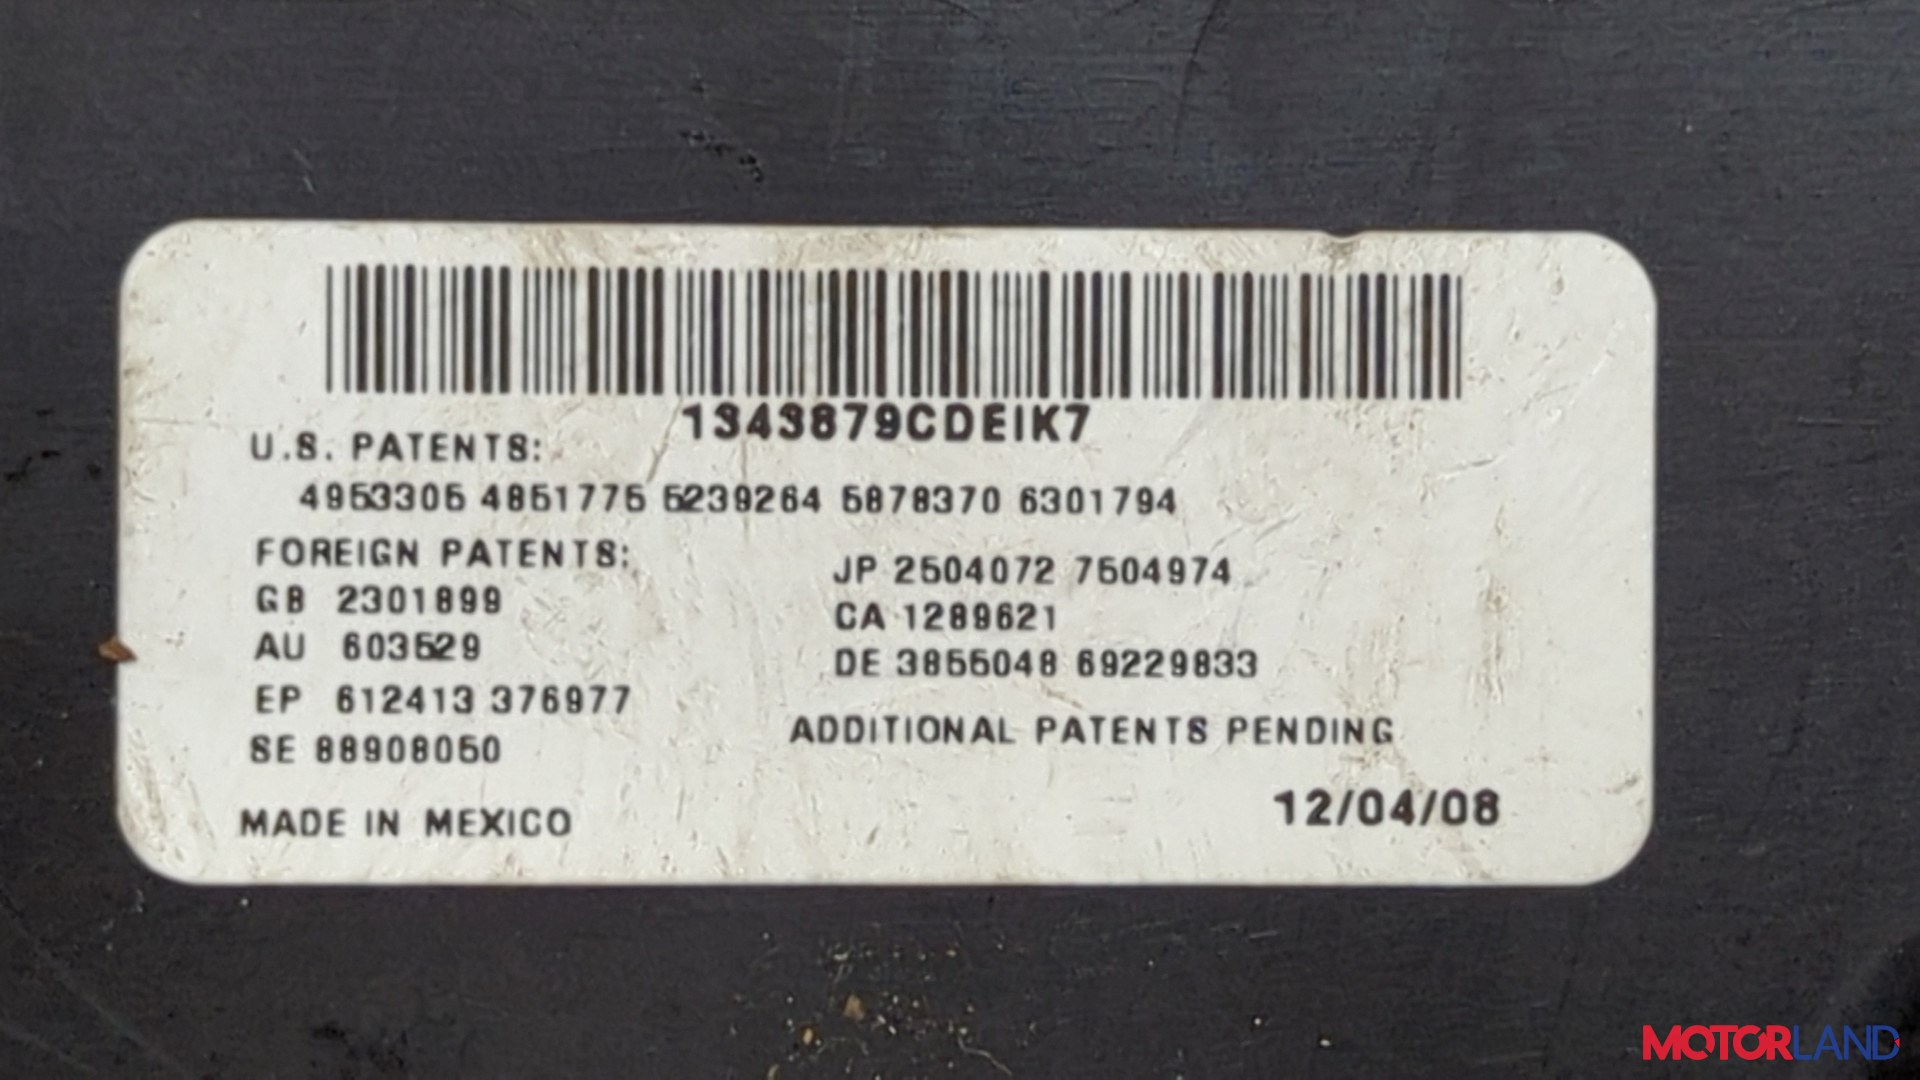 1343879CDEIK7
U.S. PATENTS:
4953305 4851775 5239264 5878370 6301794
FOREIGN PATENTS:
GB 2301899
AU 603529
EP 612413 376977
SE 88908050
JP 2504072 7504974
CA 1289621
DE 3855048 69229833
ADDITIONAL PATENTS PENDING
MADE IN MEXICO
12/04/08
MOTORLAND